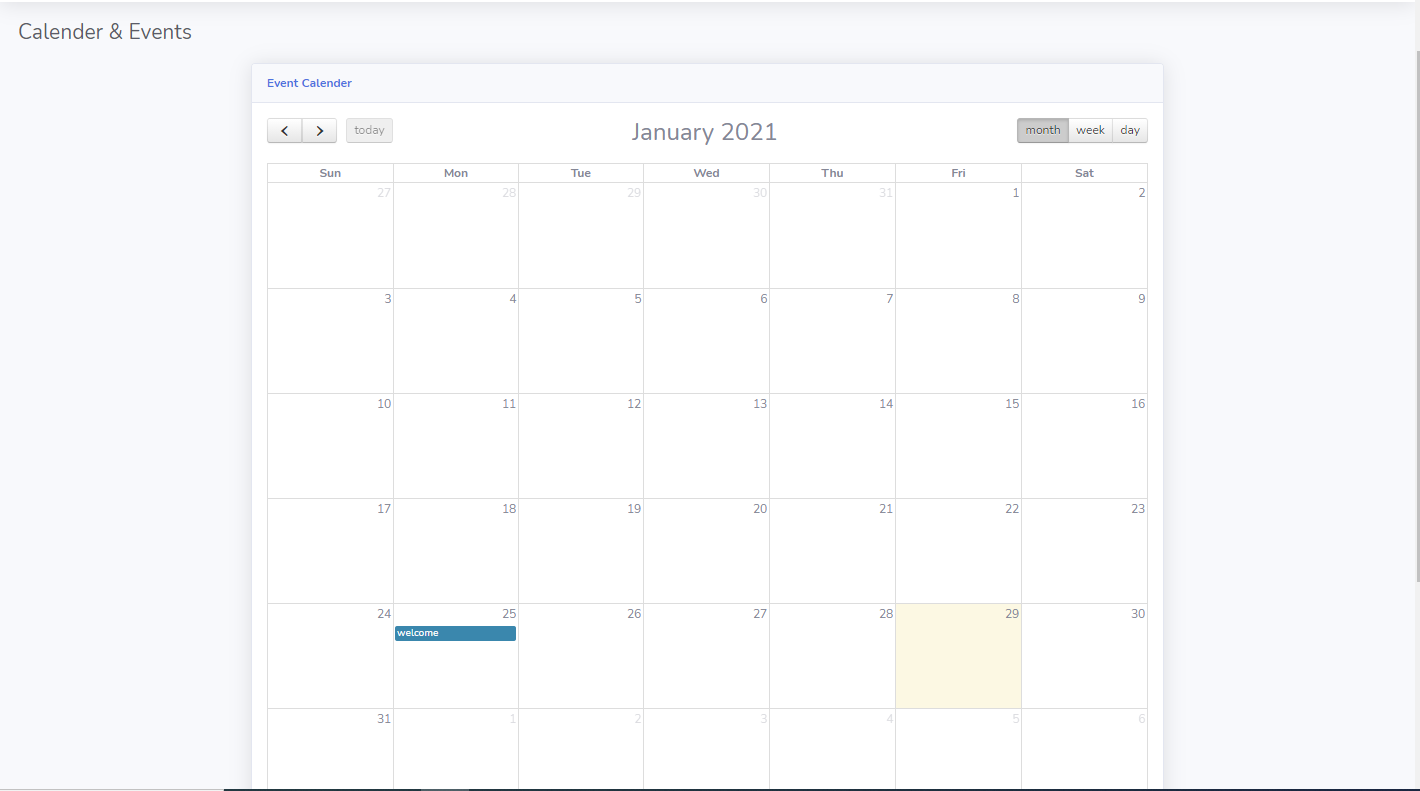 Calender & Events
Event Calender
today
January 2021
month week day
Sun Mon Tue Wed Thu Fri Sat
27 28 29 30 31 1 2
3 4 5 6 7 8 9
10 11 12 13 14 15 16
17 18 19 20 21 22 23
24 25 26 27 28 29 30
welcome
31 1 2 3 4 5 6